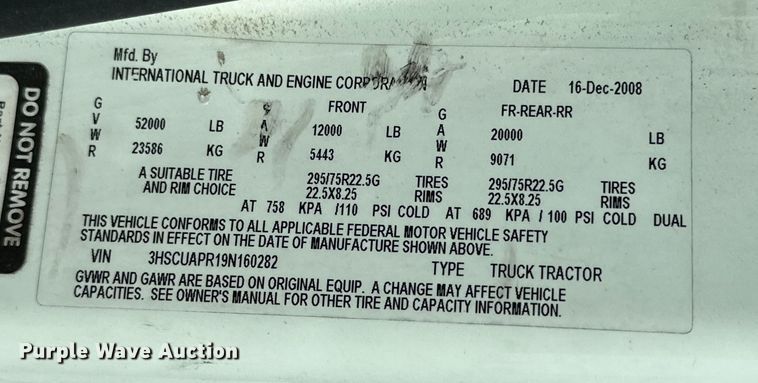 Mfd. By
INTERNATIONAL TRUCK AND ENGINE CORPORATION DATE 16-Dec-2008
GVWR 52000 LB GAWR FRONT 12000 LB GAWR FR-REAR-RR 20000 LB
23586 KG 5443 KG 9071 KG
A SUITABLE TIRE 295/75R22.5G TIRES 295/75R22.5G TIRES
AND RIM CHOICE 22.5X8.25 RIMS 22.5X8.25 RIMS
AT 758 KPA /110 PSI COLD AT 689 KPA / 100 PSI COLD DUAL
THIS VEHICLE CONFORMS TO ALL APPLICABLE FEDERAL MOTOR VEHICLE SAFETY
STANDARDS IN EFFECT ON THE DATE OF MANUFACTURE SHOWN ABOVE.
VIN 3HSCUAPR19N160282 TYPE TRUCK TRACTOR
GVWR AND GAWR ARE BASED ON ORIGINAL EQUIP. A CHANGE MAY AFFECT VEHICLE
CAPACITIES. SEE OWNER'S MANUAL FOR OTHER TIRE AND CAPACITY INFORMATION.
DO NOT REMOVE
Purple Wave Auction